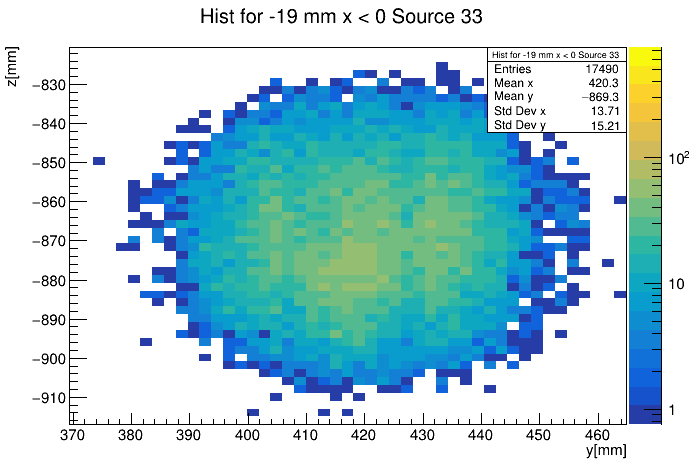 Hist for -19 mm x < 0 Source 33
z[mm]
Hist for -19 mm x < 0 Source 33
Entries 17490
Mean x 420.3
Mean y −869.3
Std Dev x 13.71
Std Dev y 15.21
−830
−840
−850
−860
−870
−880
−890
−900
−910
10²
10
1
370 380 390 400 410 420 430 440 450 460
y[mm]